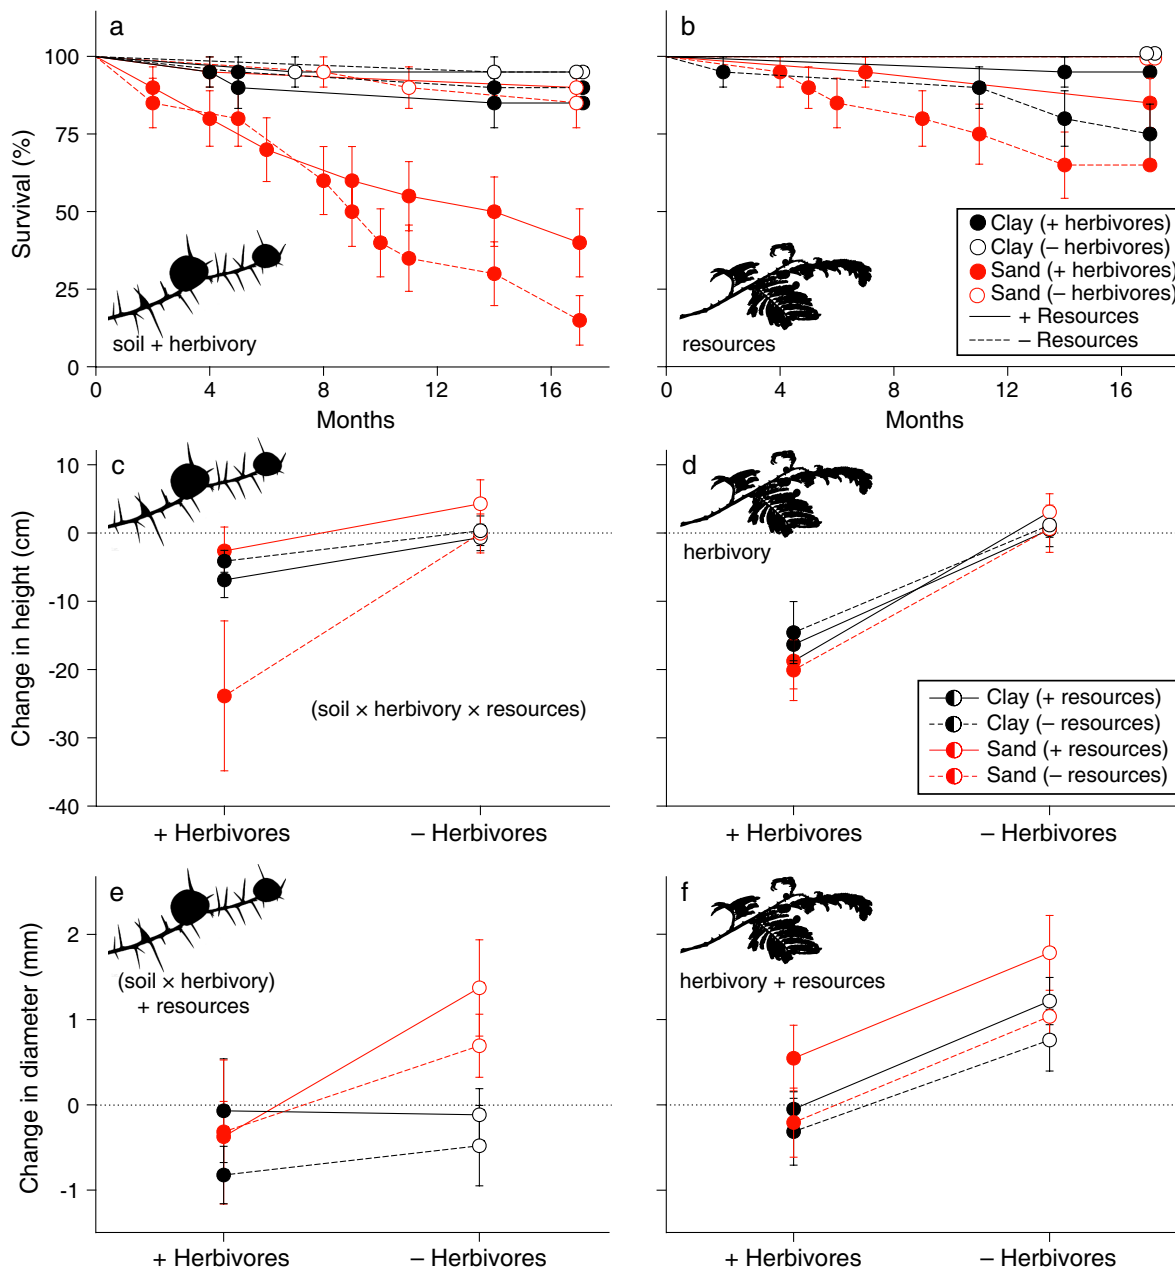 a
b
100
75
50
25
0
Survival (%)
soil + herbivory
resources
Clay (+ herbivores)
Clay (– herbivores)
Sand (+ herbivores)
Sand (– herbivores)
+ Resources
– Resources
0 4 8 12 16
0 4 8 12 16
Months
Months
c
d
10
0
-10
-20
-30
-40
Change in height (cm)
herbivory
(soil × herbivory × resources)
Clay (+ resources)
Clay (– resources)
Sand (+ resources)
Sand (– resources)
+ Herbivores – Herbivores
+ Herbivores – Herbivores
e
f
2
1
0
-1
Change in diameter (mm)
(soil × herbivory)
+ resources
herbivory + resources
+ Herbivores – Herbivores
+ Herbivores – Herbivores